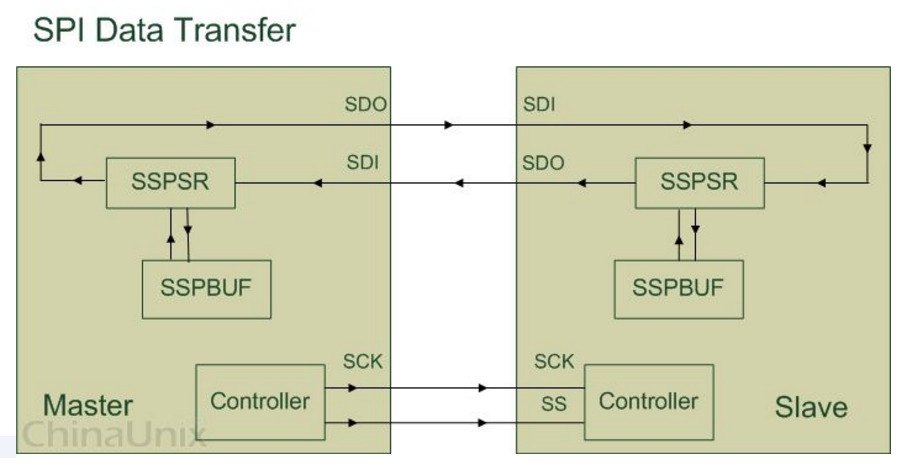 SPI Data Transfer
SDO
SDI
SDI
SDO
SSPSR
SSPSR
SSPBUF
SSPBUF
SCK
SCK
Controller
SS
Controller
Master
Slave
ChinaUnix